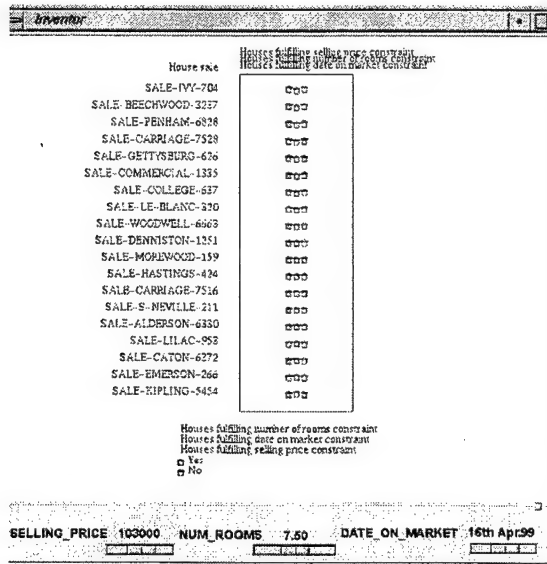 Inventor
Houses fulfilling selling price constraint
Houses fulfilling number of rooms constraint
Houses fulfilling date on market constraint
House sale
SALE-IVY-704
SALE-BEECHWOOD-3237
SALE-PENHAM-6828
SALE-CARRIAGE-7528
SALE-GETTYSBURG-626
SALE-COMMERCIAL-1335
SALE-COLLEGE-637
SALE-LE-BLANC-320
SALE-WOODWELL-6663
SALE-DENNISTON-1251
SALE-MOREWOOD-159
SALE-HASTINGS-424
SALE-CARRIAGE-7516
SALE-S-NEVILLE-211
SALE-ALDERSON-6330
SALE-LILAC-958
SALE-CATON-6272
SALE-EMERSON-266
SALE-KIPLING-5454
Houses fulfilling number of rooms constraint
Houses fulfilling date on market constraint
Houses fulfilling selling price constraint
Yes
No
SELLING_PRICE 103000 NUM_ROOMS 7.50 DATE_ON_MARKET 16th Apr.99